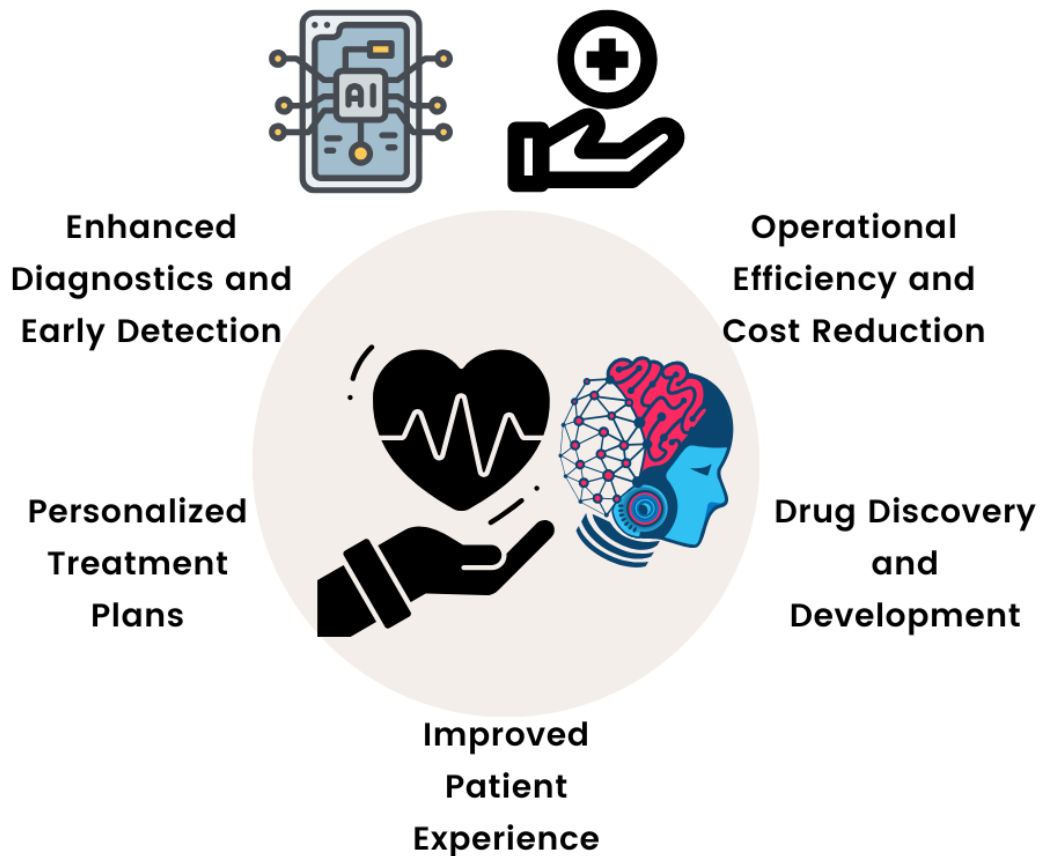 AI
Enhanced
Diagnostics and
Early Detection
Operational
Efficiency and
Cost Reduction
Personalized
Treatment
Plans
Drug Discovery
and
Development
Improved
Patient
Experience